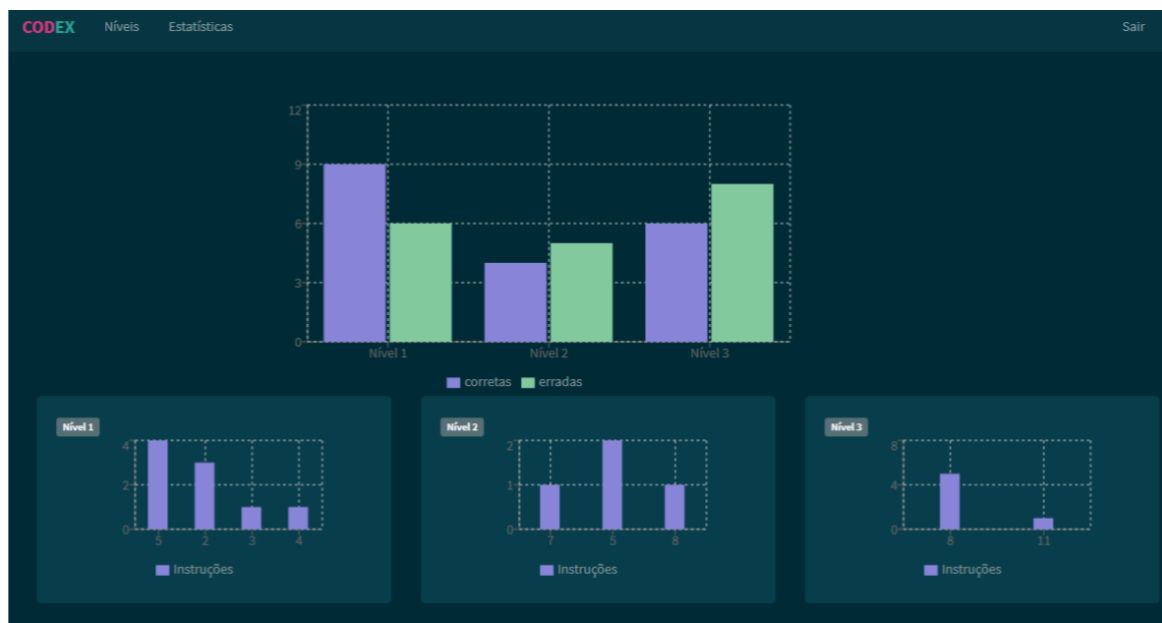 CODEX Níveis Estatísticas Sair
12
9
6
3
0
Nível 1 Nível 2 Nível 3
corretas erradas
Nível 1
4
2
0
5 2 3 4
Instruções
Nível 2
2
1
0
7 5 8
Instruções
Nível 3
8
4
0
8 11
Instruções